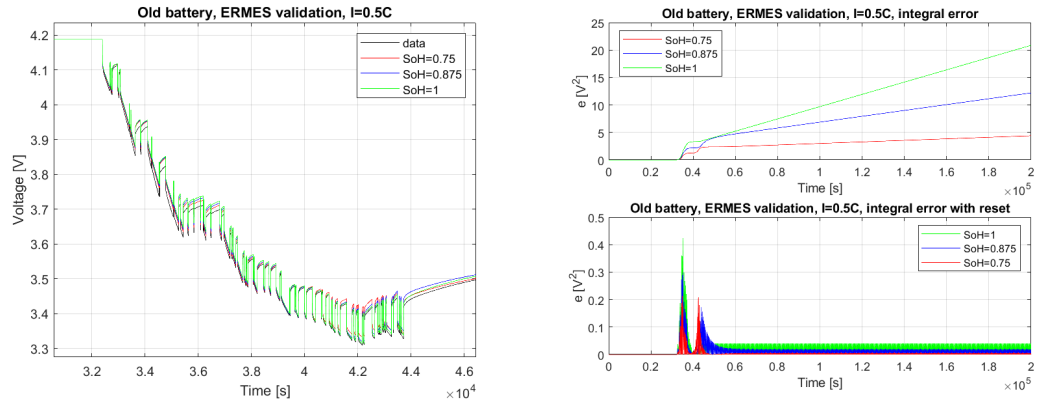 Old battery, ERMES validation, I=0.5C
4.2
4.1
4
3.9
3.8
3.7
3.6
3.5
3.4
3.3
Voltage [V]
data
SoH=0.75
SoH=0.875
SoH=1
3.2 3.4 3.6 3.8 4 4.2 4.4 4.6
Time [s]
×10⁴
Old battery, ERMES validation, I=0.5C, integral error
25
20
15
10
5
0
e [V²]
SoH=0.75
SoH=0.875
SoH=1
0 0.2 0.4 0.6 0.8 1 1.2 1.4 1.6 1.8 2
Time [s]
×10⁵
Old battery, ERMES validation, I=0.5C, integral error with reset
0.5
0.4
0.3
0.2
0.1
0
e [V²]
SoH=1
SoH=0.875
SoH=0.75
0 0.2 0.4 0.6 0.8 1 1.2 1.4 1.6 1.8 2
Time [s]
×10⁵